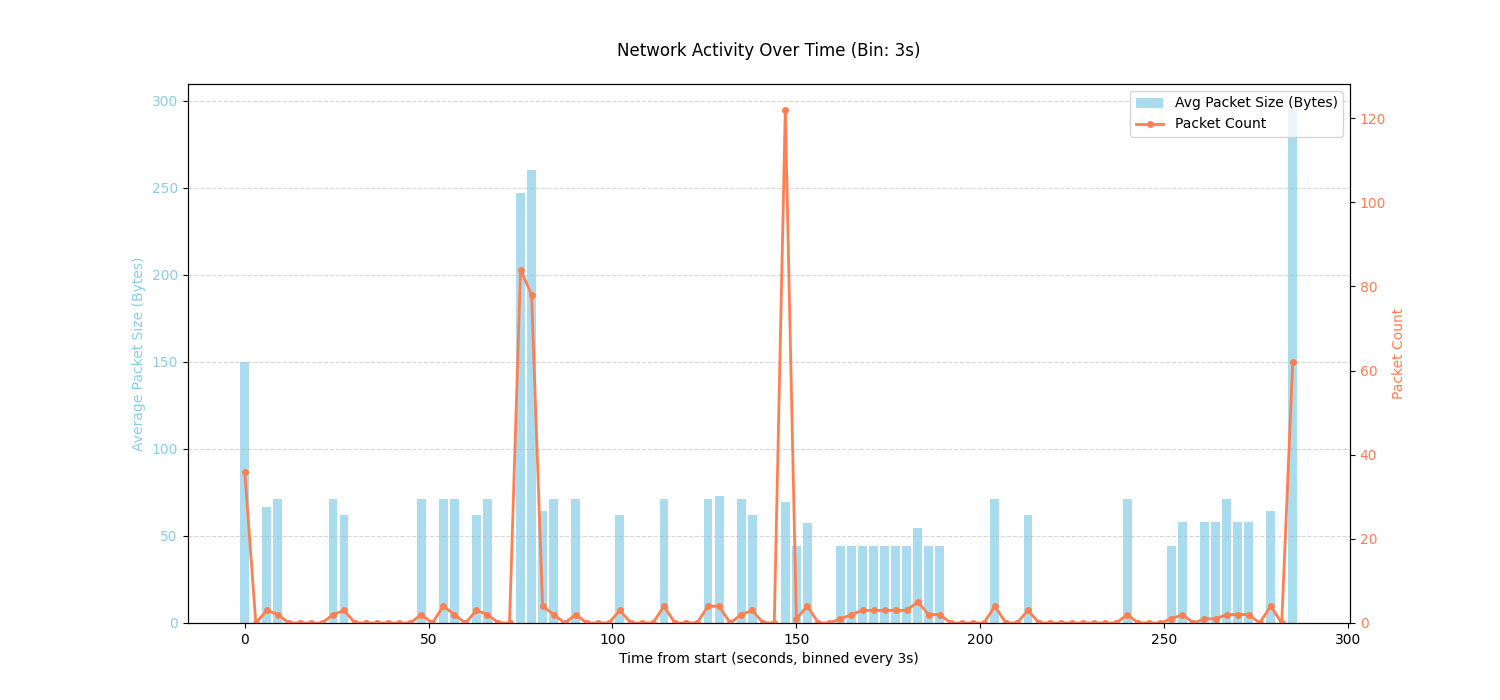 Network Activity Over Time (Bin: 3s)
Avg Packet Size (Bytes)
Packet Count
Average Packet Size (Bytes)
300
250
200
150
100
50
0
120
100
80
60
40
20
0
Packet Count
0 50 100 150 200 250 300
Time from start (seconds, binned every 3s)